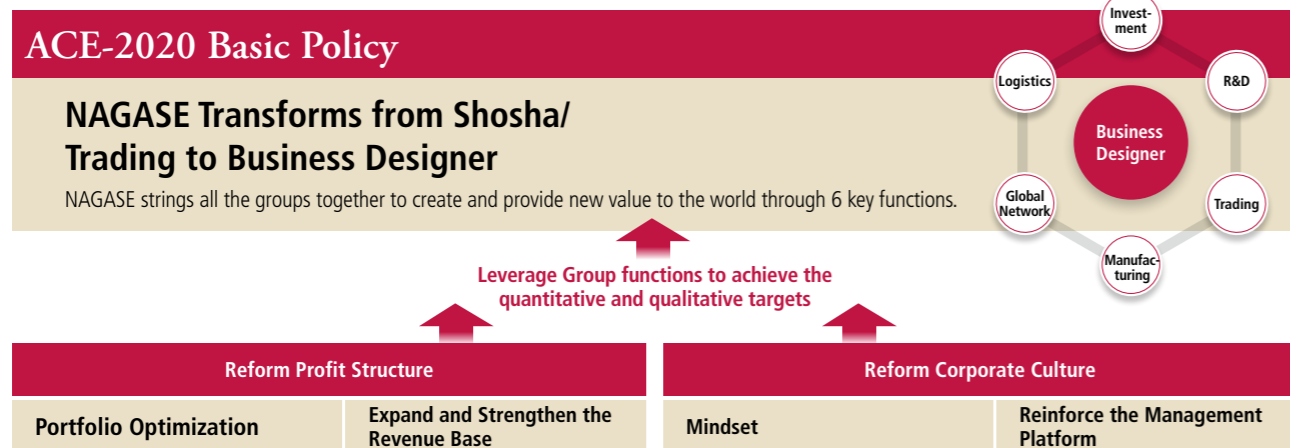 ACE-2020 Basic Policy
NAGASE Transforms from Shosha/
Trading to Business Designer
NAGASE strings all the groups together to create and provide new value to the world through 6 key functions.
Invest-
ment
Logistics
R&D
Business
Designer
Global
Network
Trading
Manufac-
turing
Leverage Group functions to achieve the
quantitative and qualitative targets
Reform Profit Structure
Reform Corporate Culture
Portfolio Optimization
Expand and Strengthen the
Revenue Base
Mindset
Reinforce the Management
Platform